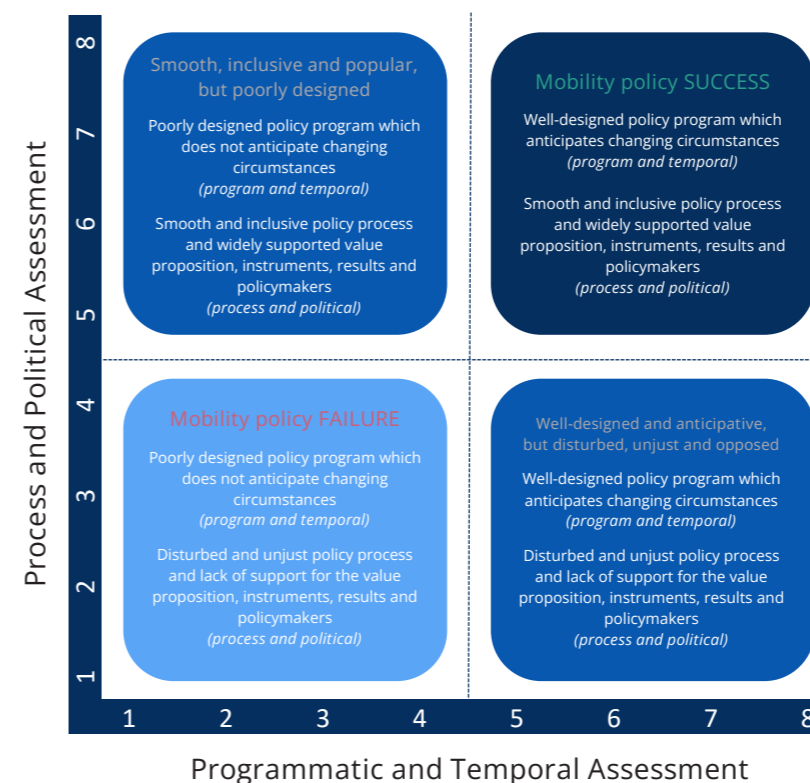 Process and Political Assessment
8
7
6
5
4
3
2
1
Smooth, inclusive and popular,
but poorly designed
Poorly designed policy program which
does not anticipate changing
circumstances
(program and temporal)
Smooth and inclusive policy process
and widely supported value
proposition, instruments, results and
policymakers
(process and political)
Mobility policy SUCCESS
Well-designed policy program which
anticipates changing circumstances
(program and temporal)
Smooth and inclusive policy process
and widely supported value
proposition, instruments, results and
policymakers
(process and political)
Mobility policy FAILURE
Poorly designed policy program which
does not anticipate changing
circumstances
(program and temporal)
Disturbed and unjust policy process
and lack of support for the value
proposition, instruments, results and
policymakers
(process and political)
Well-designed and anticipative,
but disturbed, unjust and opposed
Well-designed policy program which
anticipates changing circumstances
(program and temporal)
Disturbed and unjust policy process
and lack of support for the value
proposition, instruments, results and
policymakers
(process and political)
1 2 3 4 5 6 7 8
Programmatic and Temporal Assessment